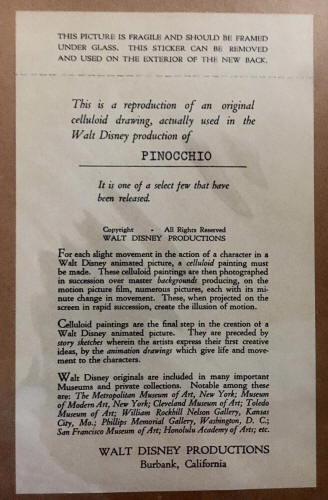 THIS PICTURE IS FRAGILE AND SHOULD BE FRAMED
UNDER GLASS. THIS STICKER CAN BE REMOVED
AND USED ON THE EXTERIOR OF THE NEW BACK.
This is a reproduction of an original
celluloid drawing, actually used in the
Walt Disney production of
PINOCCHIO
It is one of a select few that have
been released.
Copyright - All Rights Reserved
WALT DISNEY PRODUCTIONS
For each slight movement in the action of a character in a
Walt Disney animated picture, a celluloid painting must
be made. These celluloid paintings are then photographed
in succession over master backgrounds producing, on the
motion picture film, numerous pictures, each with its mi-
nute change in movement. These, when projected on the
screen in rapid succession, create the illusion of motion.
Celluloid paintings are the final step in the creation of a
Walt Disney animated picture. They are preceded by
story sketches wherein the artists express their first creative
ideas, by the animation drawings which give life and move-
ment to the characters.
Walt Disney originals are included in many important
Museums and private collections. Notable among these
are: The Metropolitan Museum of Art, New York; Museum
of Modern Art, New York; Cleveland Museum of Art; Toledo
Museum of Art; William Rockhill Nelson Gallery, Kansas
City, Mo.; Phillips Memorial Gallery, Washington, D. C.;
San Francisco Museum of Art; Honolulu Academy of Arts; etc.
WALT DISNEY PRODUCTIONS
Burbank, California